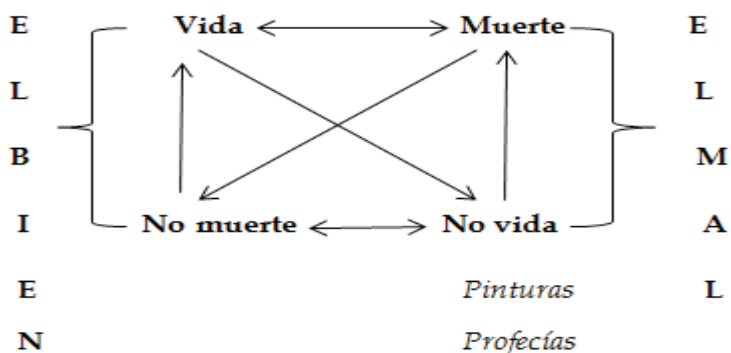 E Vida Muerte E
L L
B M
I No muerte No vida A
E Pinturas L
N Profecías